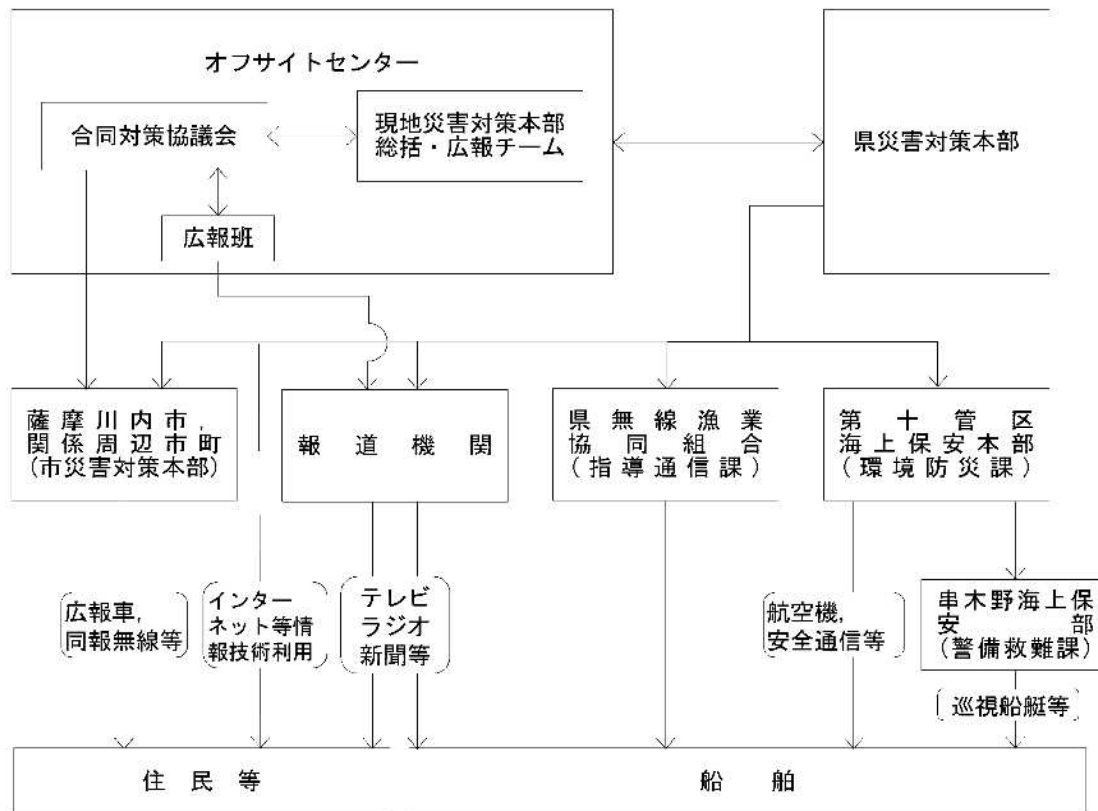 オフサイトセンター
合同対策協議会
現地災害対策本部
総括・広報チーム
県災害対策本部
広報班
薩摩川内市,
関係周辺市町
(市災害対策本部)
報道機関
県無線漁業
協同組合
(指導通信課)
第十管区
海上保安本部
(環境防災課)
広報車,
同報無線等
インター
ネット等情
報技術利用
テレビ
ラジオ
新聞等
航空機,
安全通信等
串木野海上保
安部
(警備救難課)
巡視船艇等
住民等
船舶